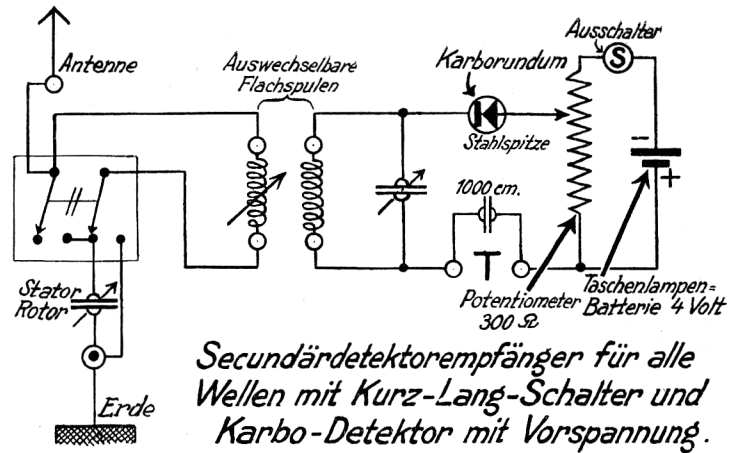 Antenne
Auswechselbare
Flachspulen
Karborundum
Stahlspitze
Ausschalter
S
1000 cm.
T
-
+
Stator
Rotor
Potentiometer
300 Ω
Taschenlampen=
Batterie 4 Volt
Erde
Secundärdetektorempfänger für alle
Wellen mit Kurz-Lang-Schalter und
Karbo-Detektor mit Vorspannung.